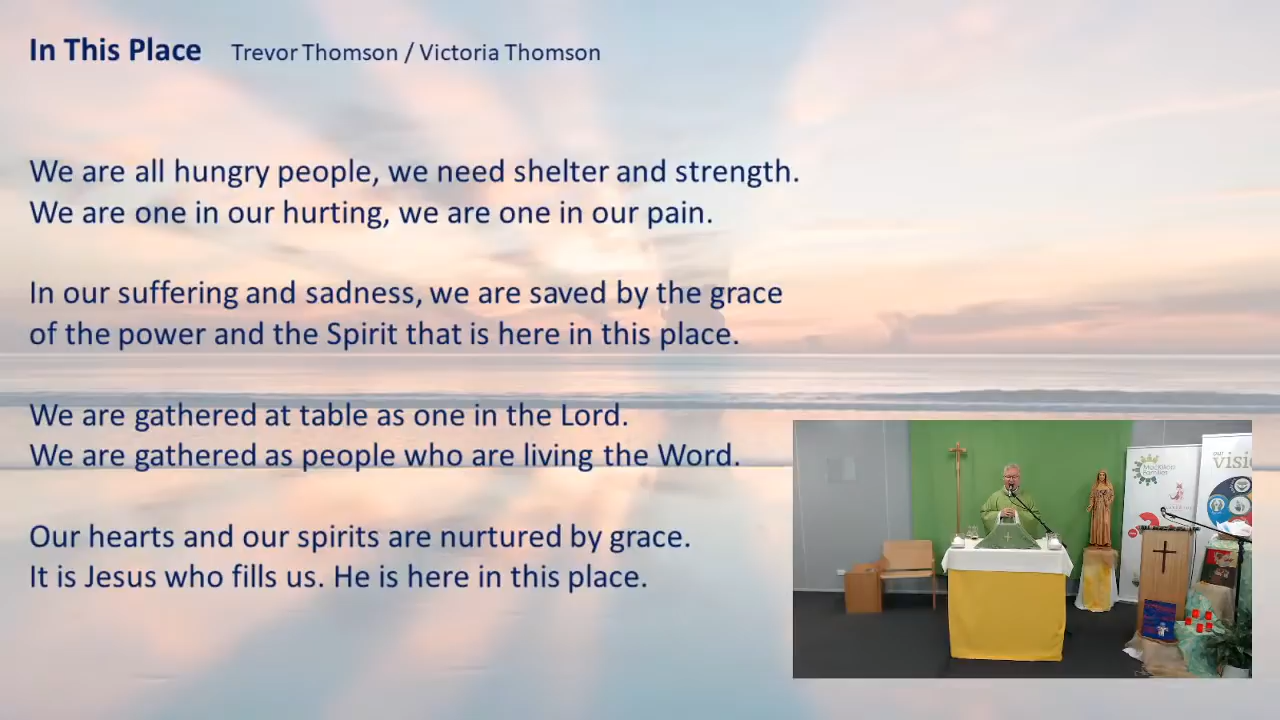 In This Place Trevor Thomson / Victoria Thomson
We are all hungry people, we need shelter and strength.
We are one in our hurting, we are one in our pain.
In our suffering and sadness, we are saved by the grace
of the power and the Spirit that is here in this place.
We are gathered at table as one in the Lord.
We are gathered as people who are living the Word.
Our hearts and our spirits are nurtured by grace.
It is Jesus who fills us. He is here in this place.